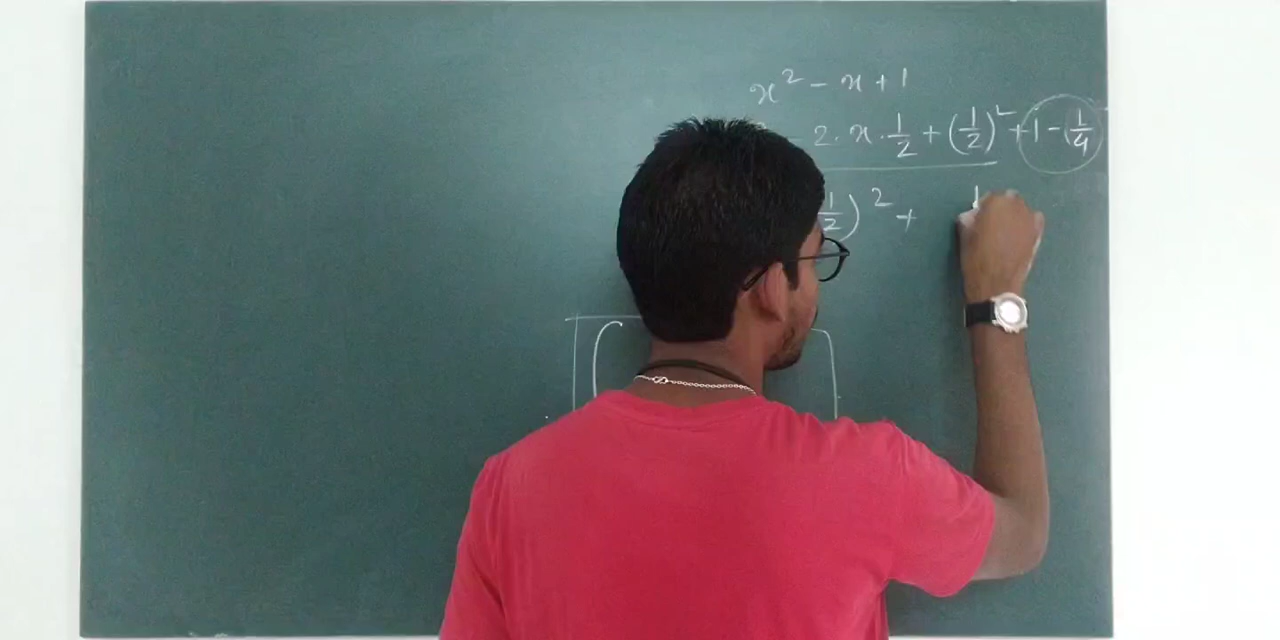 x² - x + 1
- 2 · x · 1/2 + (1/2)² + 1 - 1/4
1/2)² +